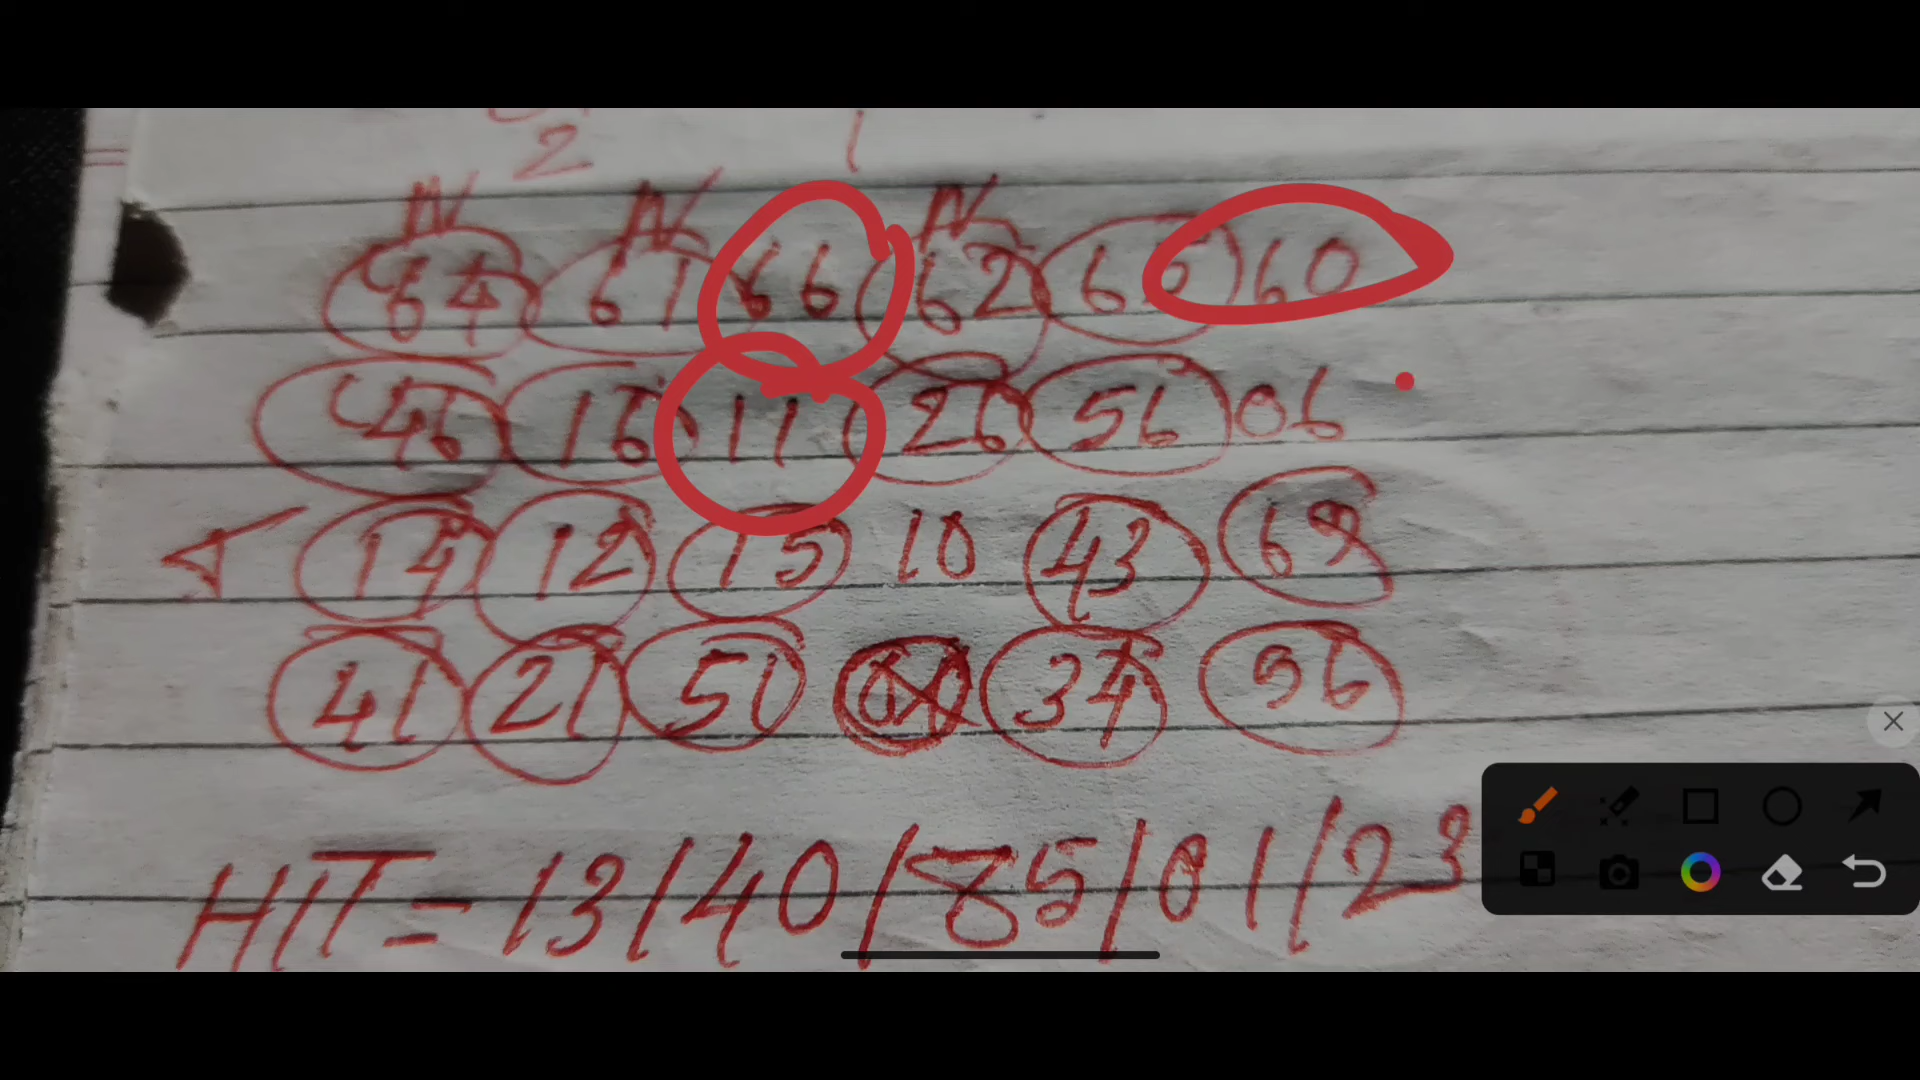 2 1
64 61 66 62 65 60
46 16 11 26 56 06
14 12 15 10 43 69
41 21 51 34 96
HIT = 13/40/85/01/23